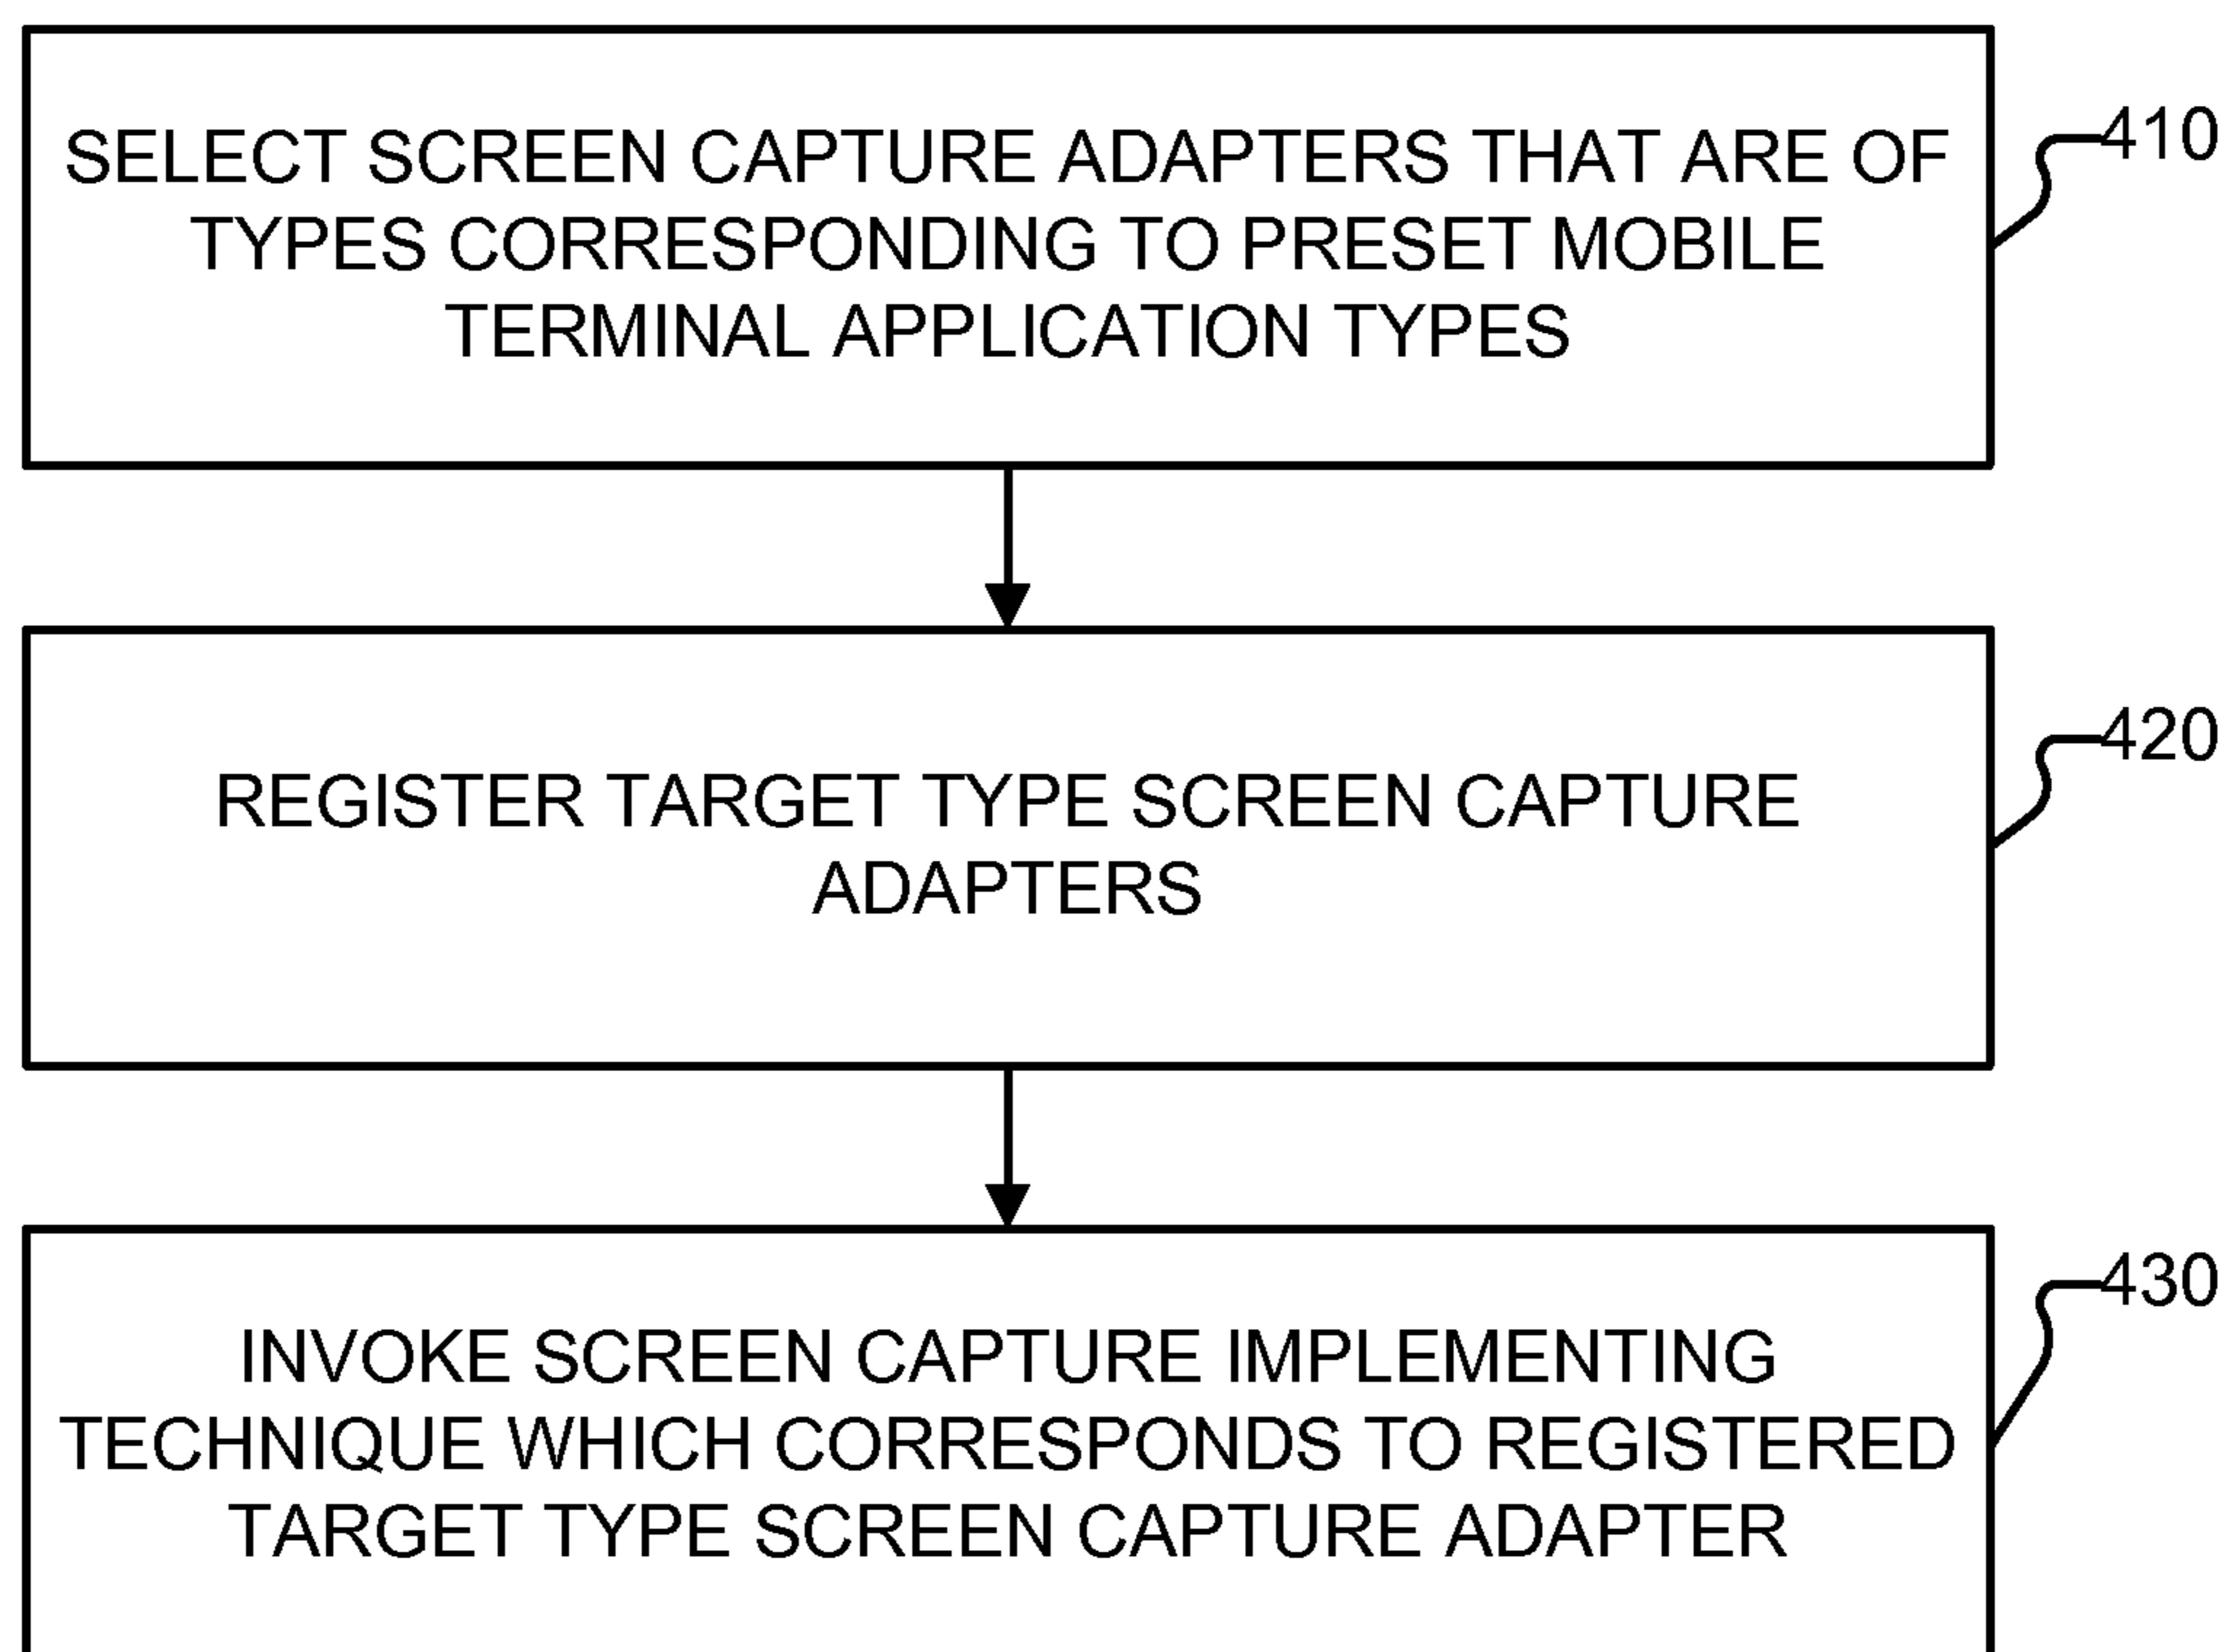 SELECT SCREEN CAPTURE ADAPTERS THAT ARE OF
TYPES CORRESPONDING TO PRESET MOBILE
TERMINAL APPLICATION TYPES
410
REGISTER TARGET TYPE SCREEN CAPTURE
ADAPTERS
420
INVOKE SCREEN CAPTURE IMPLEMENTING
TECHNIQUE WHICH CORRESPONDS TO REGISTERED
TARGET TYPE SCREEN CAPTURE ADAPTER
430